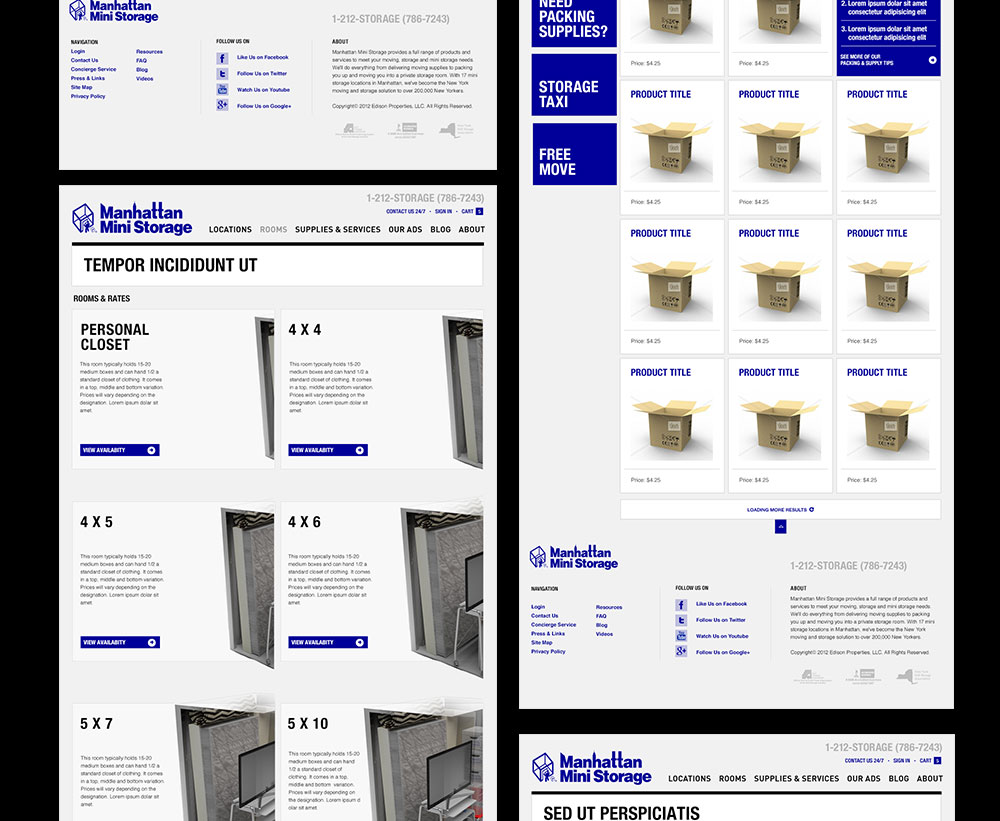 Manhattan
Mini Storage
1-212-STORAGE (786-7243)
NAVIGATION
Login
Contact Us
Concierge Service
Press & Links
Site Map
Privacy Policy
Resources
FAQ
Blog
Videos
FOLLOW US ON
Like Us on Facebook
Follow Us on Twitter
Watch Us on Youtube
Follow Us on Google+
ABOUT
Manhattan Mini Storage provides a full range of products and
services to meet your moving, storage and mini storage needs.
We'll do everything from delivering moving supplies to packing
you up and moving you into a private storage room. With 17 mini
storage locations in Manhattan, we've become the New York
moving and storage solution to over 200,000 New Yorkers.
Copyright© 2012 Edison Properties, LLC. All Rights Reserved.
1-212-STORAGE (786-7243)
CONTACT US 24/7 • SIGN IN • CART 5
Manhattan
Mini Storage
LOCATIONS ROOMS SUPPLIES & SERVICES OUR ADS BLOG ABOUT
TEMPOR INCIDIDUNT UT
ROOMS & RATES
PERSONAL
CLOSET
This room typically holds 15-20
medium boxes and can hand 1/2 a
standard closet of clothing. It comes
in a top, middle and bottom variation.
Prices will vary depending on the
designation. Lorem ipsum dolar sit
amet.
VIEW AVAILABITY
4 X 4
This room typically holds 15-20
medium boxes and can hand 1/2 a
standard closet of clothing. It comes
in a top, middle and bottom variation.
Prices will vary depending on the
designation. Lorem ipsum dolar sit
amet.
VIEW AVAILABITY
4 X 5
This room typically holds 15-20
medium boxes and can hand 1/2 a
standard closet of clothing. It comes
in a top, middle and bottom variation.
Prices will vary depending on the
designation. Lorem ipsum dolar sit
amet.
VIEW AVAILABITY
4 X 6
This room typically holds 15-20
medium boxes and can hand 1/2 a
standard closet of clothing. It comes
in a top, middle and bottom variation.
Prices will vary depending on the
designation. Lorem ipsum dolar sit
amet.
VIEW AVAILABITY
5 X 7
This room typically holds 15-20
medium boxes and can hand 1/2 a
standard closet of clothing. It comes
in a top, middle and bottom variation.
Prices will vary depending on the
designation. Lorem ipsum dolar sit
amet.
5 X 10
This room typically holds 15-20
medium boxes and can hand
1/2 a standard closet of
clothing. It comes in a top,
middle and bottom variation.
Prices will vary depending on
the designation. Lorem ipsum d
olar sit amet.
NEED
PACKING
SUPPLIES?
STORAGE
TAXI
FREE
MOVE
Price: $4.25
Price: $4.25
2. Lorem ipsum dolar sit amet
consectetur adipiscing elit
3. Lorem ipsum dolar sit amet
consectetur adipiscing elit
SEE MORE OF OUR
PACKING & SUPPLY TIPS
PRODUCT TITLE
PRODUCT TITLE
PRODUCT TITLE
Price: $4.25
Price: $4.25
Price: $4.25
PRODUCT TITLE
PRODUCT TITLE
PRODUCT TITLE
Price: $4.25
Price: $4.25
Price: $4.25
PRODUCT TITLE
PRODUCT TITLE
PRODUCT TITLE
Price: $4.25
Price: $4.25
Price: $4.25
LOADING MORE RESULTS
Manhattan
Mini Storage
1-212-STORAGE (786-7243)
NAVIGATION
Login
Contact Us
Concierge Service
Press & Links
Site Map
Privacy Policy
Resources
FAQ
Blog
Videos
FOLLOW US ON
Like Us on Facebook
Follow Us on Twitter
Watch Us on Youtube
Follow Us on Google+
ABOUT
Manhattan Mini Storage provides a full range of products and
services to meet your moving, storage and mini storage needs.
We'll do everything from delivering moving supplies to packing
you up and moving you into a private storage room. With 17 mini
storage locations in Manhattan, we've become the New York
moving and storage solution to over 200,000 New Yorkers.
Copyright© 2012 Edison Properties, LLC. All Rights Reserved.
1-212-STORAGE (786-7243)
CONTACT US 24/7 • SIGN IN • CART 5
Manhattan
Mini Storage
LOCATIONS ROOMS SUPPLIES & SERVICES OUR ADS BLOG ABOUT
SED UT PERSPICIATIS